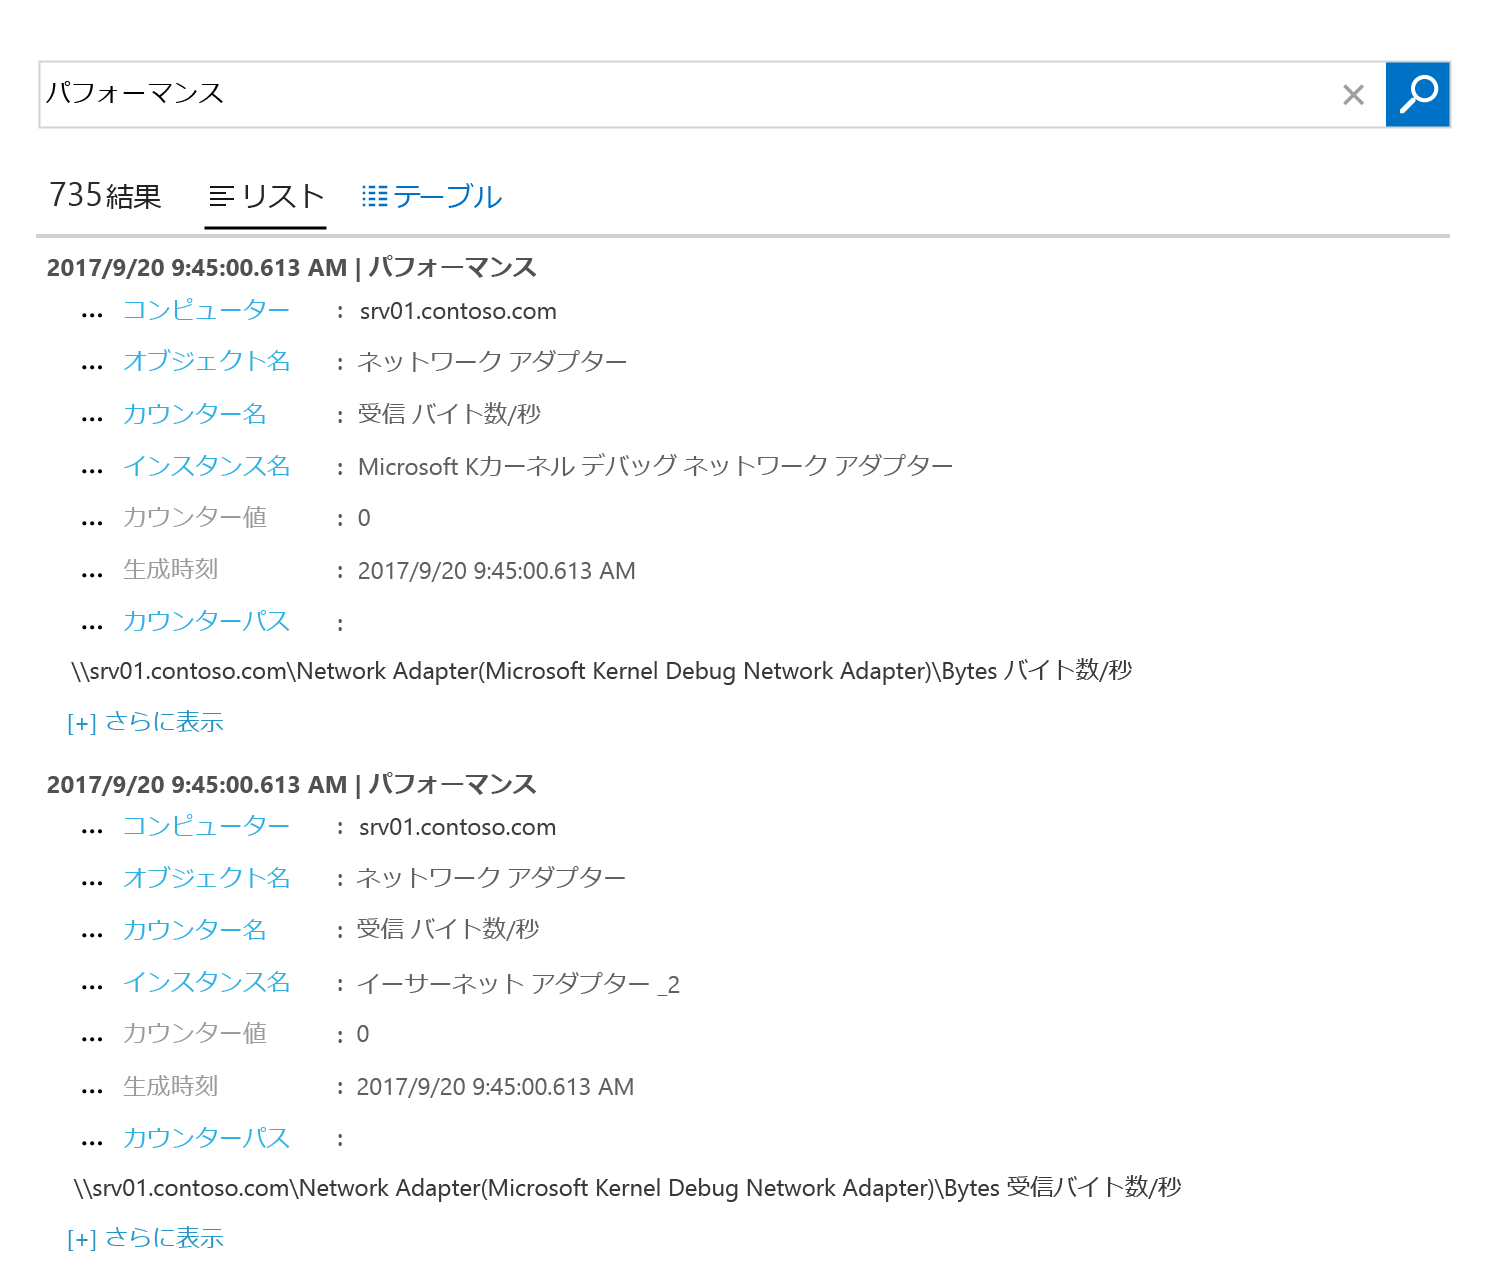 パフォーマンス
735結果 リスト テーブル
2017/9/20 9:45:00.613 AM | パフォーマンス
... コンピューター : srv01.contoso.com
... オブジェクト名 : ネットワーク アダプター
... カウンター名 : 受信 バイト数/秒
... インスタンス名 : Microsoft Kカーネル デバッグ ネットワーク アダプター
... カウンター値 : 0
... 生成時刻 : 2017/9/20 9:45:00.613 AM
... カウンターパス :
\\srv01.contoso.com\Network Adapter(Microsoft Kernel Debug Network Adapter)\Bytes バイト数/秒
[+] さらに表示
2017/9/20 9:45:00.613 AM | パフォーマンス
... コンピューター : srv01.contoso.com
... オブジェクト名 : ネットワーク アダプター
... カウンター名 : 受信 バイト数/秒
... インスタンス名 : イーサーネット アダプター _2
... カウンター値 : 0
... 生成時刻 : 2017/9/20 9:45:00.613 AM
... カウンターパス :
\\srv01.contoso.com\Network Adapter(Microsoft Kernel Debug Network Adapter)\Bytes 受信バイト数/秒
[+] さらに表示